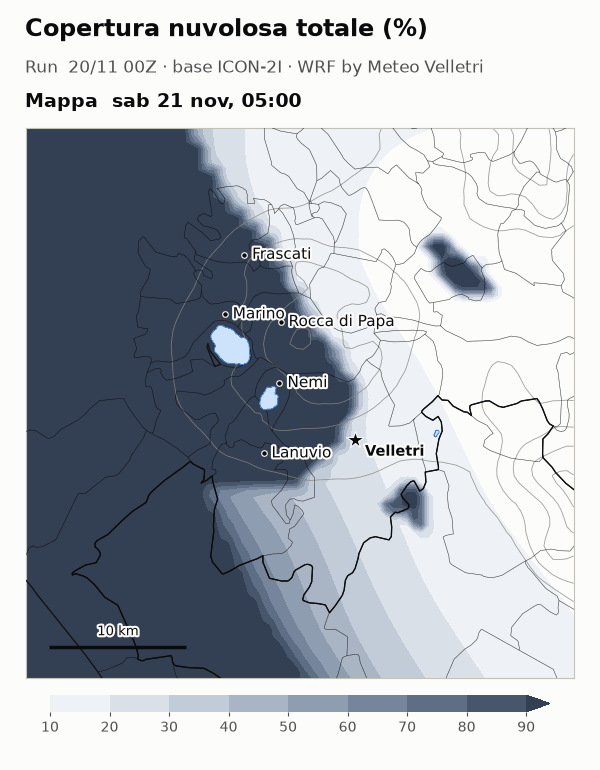 Copertura nuvolosa totale (%)
Run  20/11 00Z · base ICON-2I · WRF by Meteo Velletri
Mappa  sab 21 nov, 05:00
Frascati
Marino
Rocca di Papa
Nemi
Velletri
Lanuvio
10 km
10 20 30 40 50 60 70 80 90